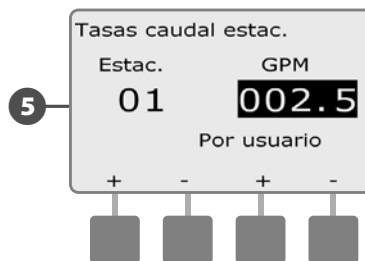 Tasas caudal estac.
Estac. GPM
5
01 002.5
Por usuario
+ - + -